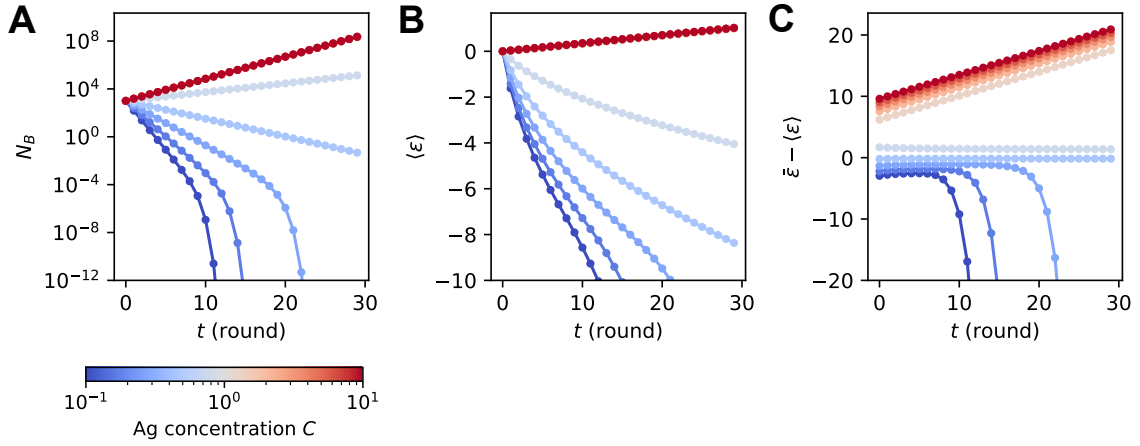 A
10^8
10^4
10^0
10^−4
10^−8
10^−12
N_B
0 10 20 30
t (round)
B
0
−2
−4
−6
−8
−10
⟨ε⟩
0 10 20 30
t (round)
C
20
10
0
−10
−20
ε̄ − ⟨ε⟩
0 10 20 30
t (round)
10^−1 10^0 10^1
Ag concentration C